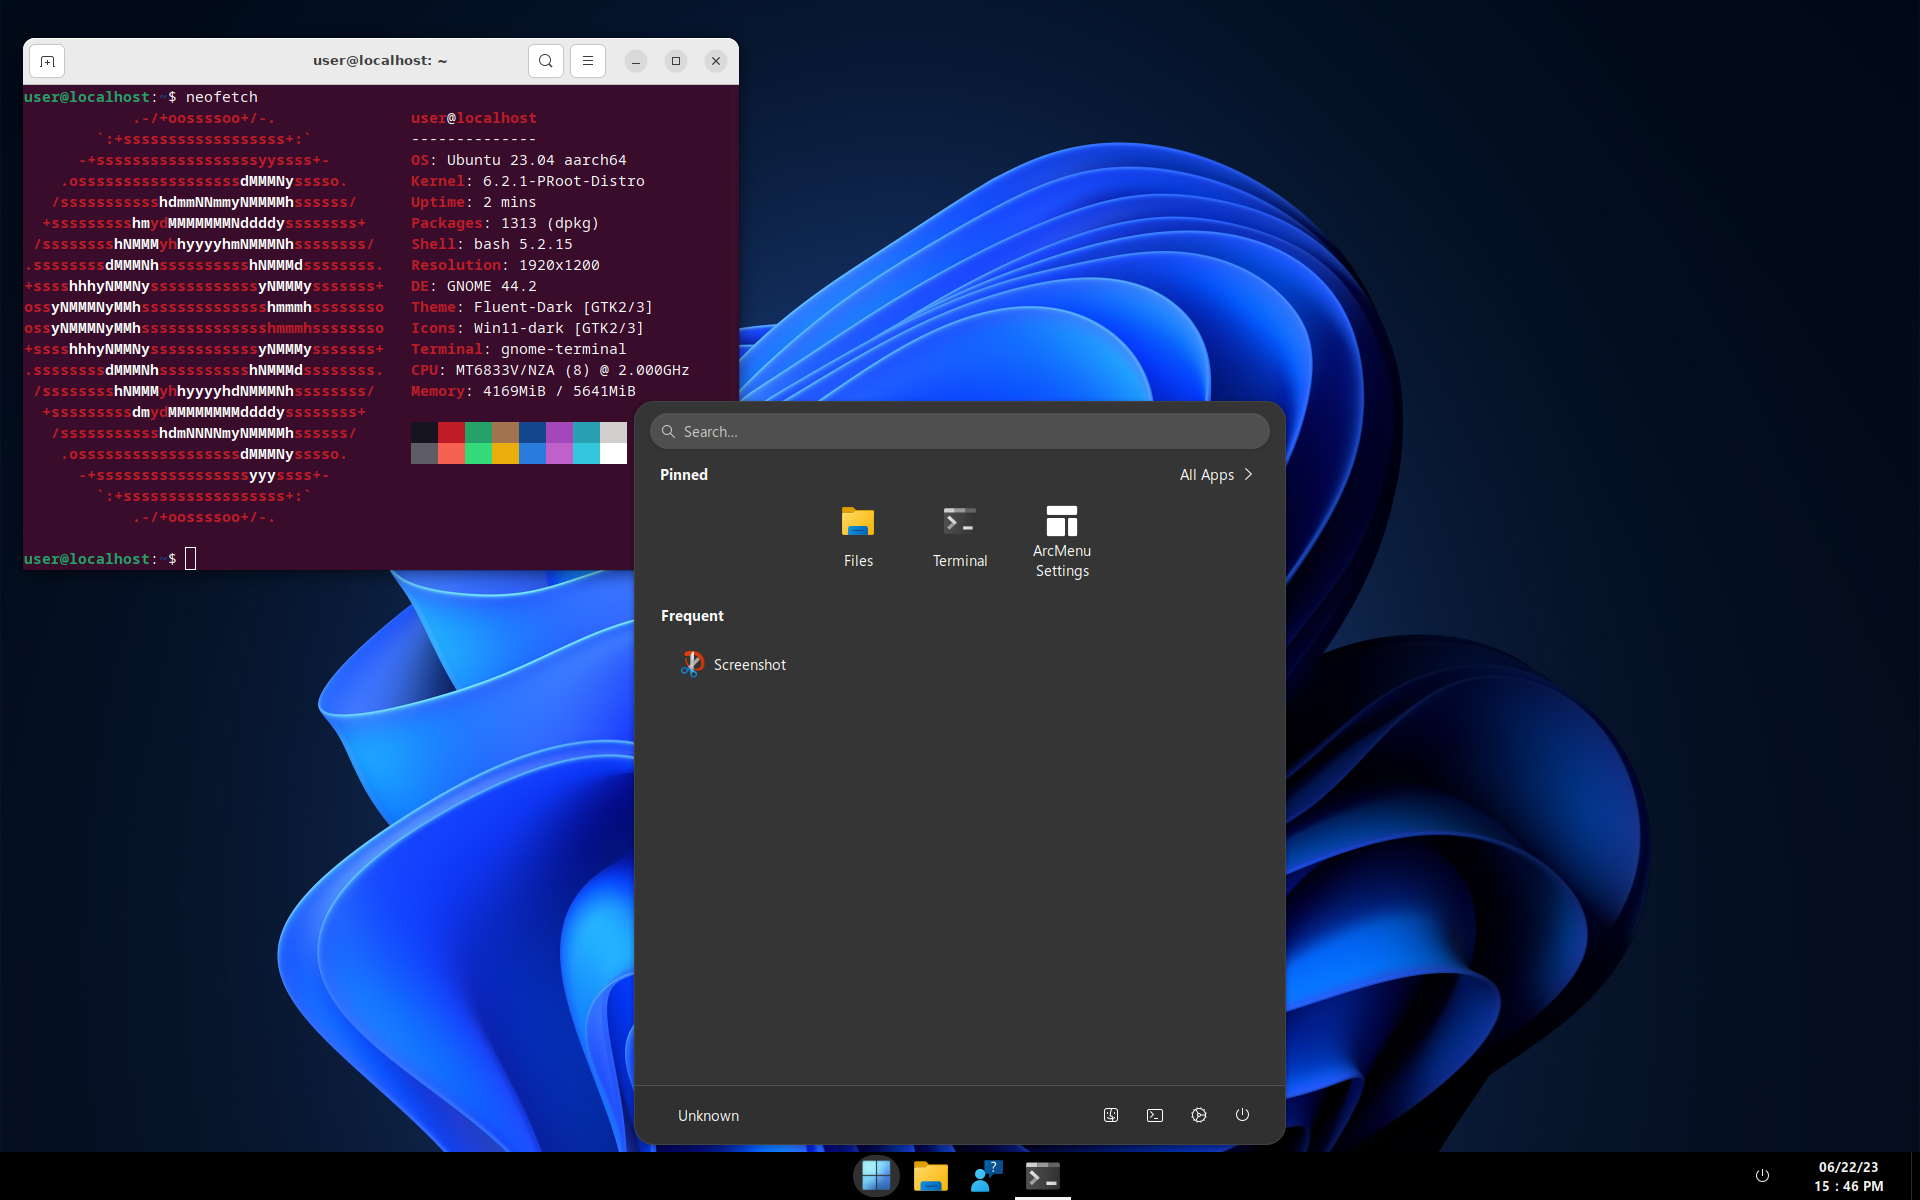 user@localhost: ~
user@localhost:~$ neofetch
.-/+oossssoo+/-.
`:+ssssssssssssssssss+:`
-+ssssssssssssssssssyyssss+-
.ossssssssssssssssssdMMMNysssso.
/ssssssssssshdmmNNmmyNMMMMhssssss/
+ssssssssshmydMMMMMMMNddddyssssssss+
/sssssssshNMMMyhhyyyyhmNMMMNhssssssss/
.ssssssssdMMMNhsssssssssshNMMMdssssssss.
+sssshhhyNMMNyssssssssssssyNMMMysssssss+
ossyNMMMNyMMhsssssssssssssshmmmhssssssso
ossyNMMMNyMMhsssssssssssssshmmmhssssssso
+sssshhhyNMMNyssssssssssssyNMMMysssssss+
.ssssssssdMMMNhsssssssssshNMMMdssssssss.
/sssssssshNMMMyhhyyyyhdNMMMNhssssssss/
+sssssssssdmydMMMMMMMMddddyssssssss+
/ssssssssssshdmNNNNmyNMMMMhssssss/
.ossssssssssssssssssdMMMNysssso.
-+sssssssssssssssssyyyssss+-
`:+ssssssssssssssssss+:`
.-/+oossssoo+/-.
user@localhost
--------------
OS: Ubuntu 23.04 aarch64
Kernel: 6.2.1-PRoot-Distro
Uptime: 2 mins
Packages: 1313 (dpkg)
Shell: bash 5.2.15
Resolution: 1920x1200
DE: GNOME 44.2
Theme: Fluent-Dark [GTK2/3]
Icons: Win11-dark [GTK2/3]
Terminal: gnome-terminal
CPU: MT6833V/NZA (8) @ 2.000GHz
Memory: 4169MiB / 5641MiB
user@localhost:~$
Search...
Pinned
All Apps
Files
Terminal
ArcMenu
Settings
Frequent
Screenshot
Unknown
06/22/23
15 : 46 PM